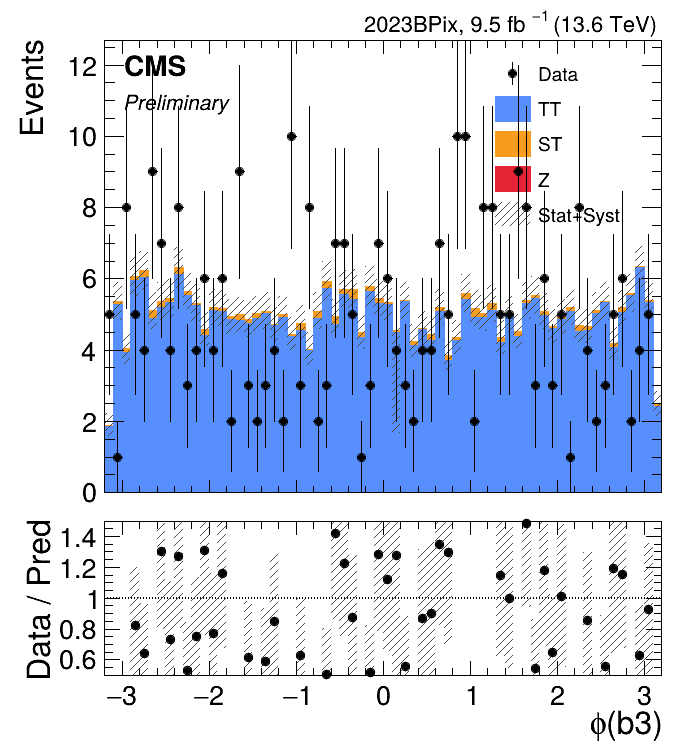 2023BPix, 9.5 fb⁻¹ (13.6 TeV)
CMS
Preliminary
Data
TT
ST
Z
Stat+Syst
Events
12
10
8
6
4
2
0
Data / Pred
1.4
1.2
1
0.8
0.6
−3 −2 −1 0 1 2 3
ϕ(b3)